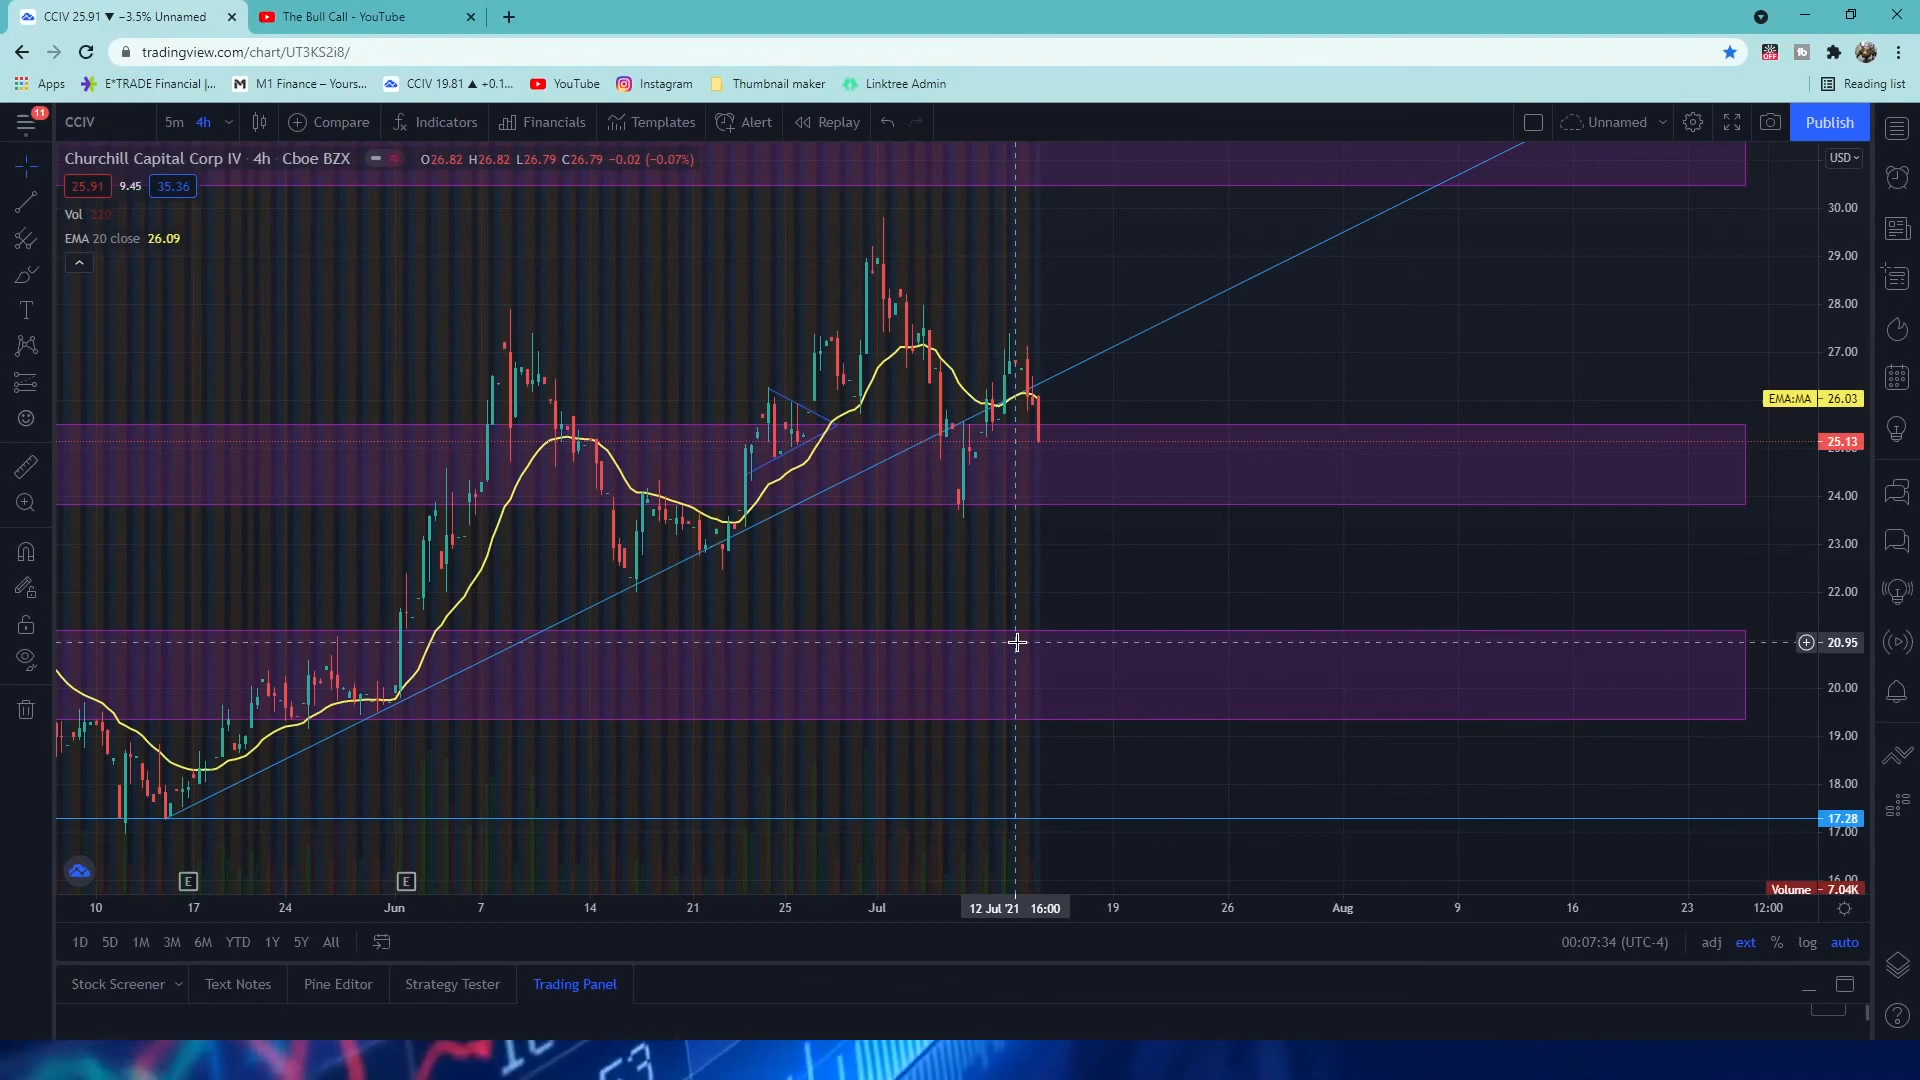 CCIV 25.91 ▼ −3.5% Unnamed
The Bull Call - YouTube
tradingview.com/chart/UT3KS2i8/
Apps
E*TRADE Financial |...
M1 Finance – Yours...
CCIV 19.81 ▲ +0.1...
YouTube
Instagram
Thumbnail maker
Linktree Admin
Reading list
11
CCIV
5m
4h
Compare
Indicators
Financials
Templates
Alert
Replay
Unnamed
Publish
Churchill Capital Corp IV · 4h · Cboe BZX
O26.82 H26.82 L26.79 C26.79 −0.02 (−0.07%)
USD
25.91
9.45
35.36
Vol 220
EMA 20 close 26.09
30.00
29.00
28.00
27.00
EMA:MA 26.03
25.13
24.00
23.00
22.00
20.95
20.00
19.00
18.00
17.28
17.00
16.00
Volume 7.04K
E
E
10
17
24
Jun
7
14
21
25
Jul
12 Jul '21 16:00
19
26
Aug
9
16
23
12:00
1D
5D
1M
3M
6M
YTD
1Y
5Y
All
00:07:34 (UTC-4)
adj
ext
%
log
auto
Stock Screener
Text Notes
Pine Editor
Strategy Tester
Trading Panel